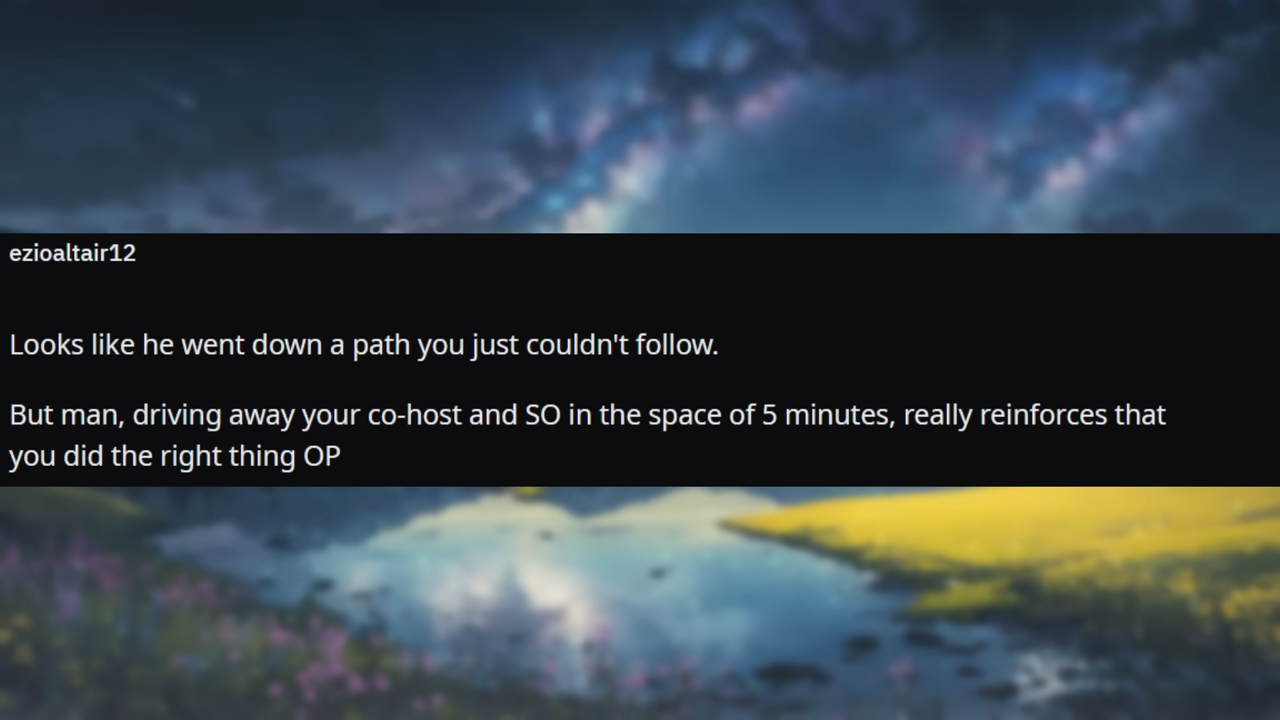 ezioaltair12
Looks like he went down a path you just couldn't follow.
But man, driving away your co-host and SO in the space of 5 minutes, really reinforces that
you did the right thing OP